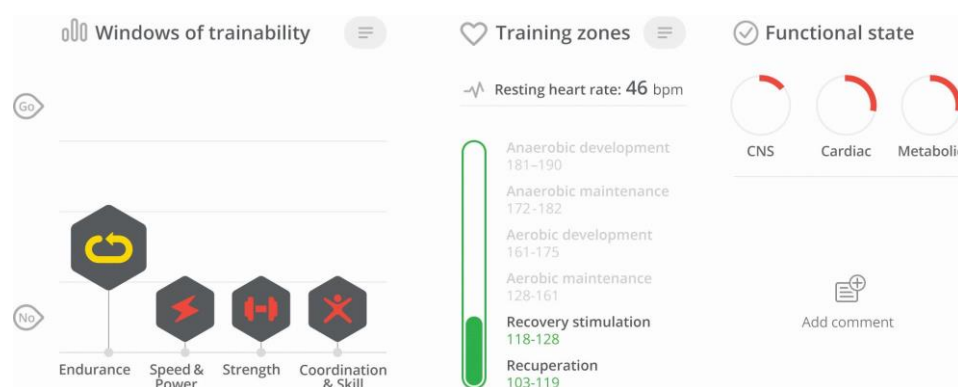 Windows of trainability
Go
No
Endurance
Speed &
Power
Strength
Coordination
& Skill
Training zones
Resting heart rate: 46 bpm
Anaerobic development
181–190
Anaerobic maintenance
172-182
Aerobic development
161-175
Aerobic maintenance
128-161
Recovery stimulation
118-128
Recuperation
103-119
Functional state
CNS
Cardiac
Metaboli
Add comment